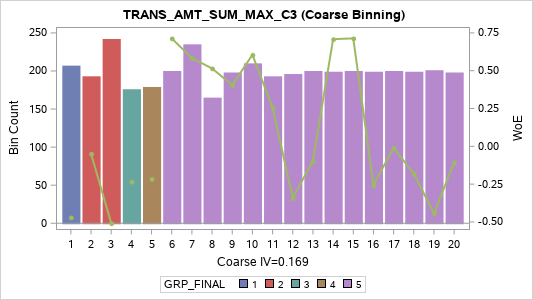 TRANS_AMT_SUM_MAX_C3 (Coarse Binning)
250
200
150
100
50
0
Bin Count
0.75
0.50
0.25
0.00
-0.25
-0.50
WoE
1 2 3 4 5 6 7 8 9 10 11 12 13 14 15 16 17 18 19 20
Coarse IV=0.169
GRP_FINAL 1 2 3 4 5